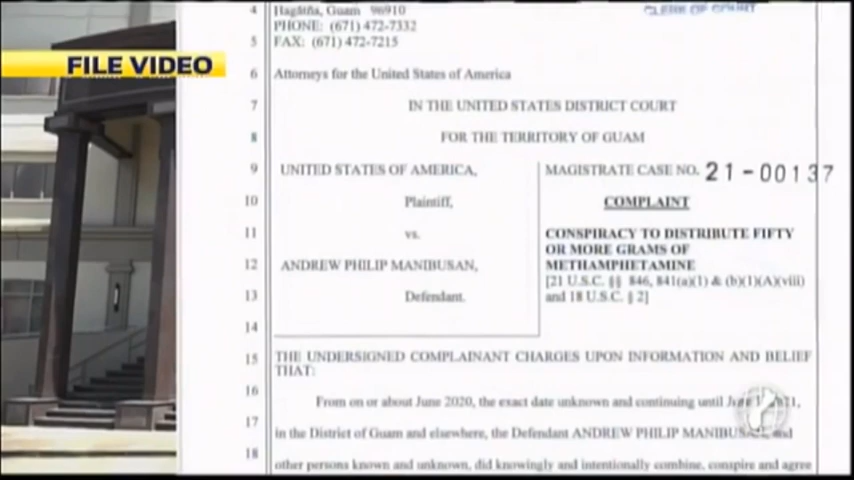 FILE VIDEO
4 Hagåtña, Guam 96910
CLERK OF COURT
PHONE: (671) 472-7332
5 FAX: (671) 472-7215
6 Attorneys for the United States of America
7 IN THE UNITED STATES DISTRICT COURT
8 FOR THE TERRITORY OF GUAM
9 UNITED STATES OF AMERICA,
10 Plaintiff,
11 vs.
12 ANDREW PHILIP MANIBUSAN,
13 Defendant.
14
MAGISTRATE CASE NO. 21-00137
COMPLAINT
CONSPIRACY TO DISTRIBUTE FIFTY
OR MORE GRAMS OF
METHAMPHETAMINE
[21 U.S.C. §§ 846, 841(a)(1) & (b)(1)(A)(viii)
and 18 U.S.C. § 2]
15 THE UNDERSIGNED COMPLAINANT CHARGES UPON INFORMATION AND BELIEF
THAT:
16 From on or about June 2020, the exact date unknown and continuing until
17 in the District of Guam and elsewhere, the Defendant ANDREW PHILIP MANIBUSAN, and
18 other persons known and unknown, did knowingly and intentionally combine, conspire and agree